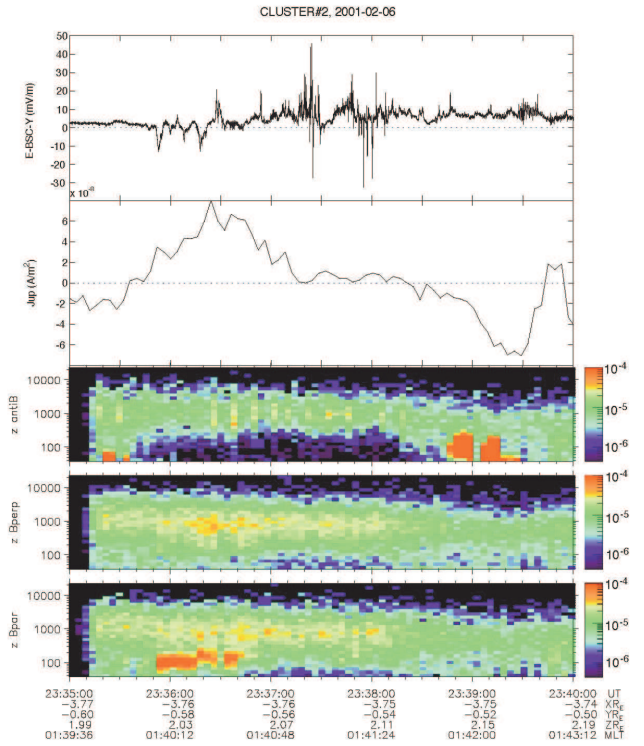 CLUSTER#2, 2001-02-06
E-BSC-Y (mV/m)
50
40
30
20
10
0
-10
-20
-30
x 10⁻⁸
Jup (A/m²)
6
4
2
0
-2
-4
-6
z antiB
10000
1000
100
10⁻⁴
10⁻⁵
10⁻⁶
z Bperp
10000
1000
100
10⁻⁴
10⁻⁵
10⁻⁶
z Bpar
10000
1000
100
10⁻⁴
10⁻⁵
10⁻⁶
23:35:00 23:36:00 23:37:00 23:38:00 23:39:00 23:40:00 UT
-3.77 -3.76 -3.76 -3.75 -3.75 -3.74 XR_E
-0.60 -0.58 -0.56 -0.54 -0.52 -0.50 YR_E
1.99 2.03 2.07 2.11 2.15 2.19 ZR_E
01:39:36 01:40:12 01:40:48 01:41:24 01:42:00 01:43:12 MLT